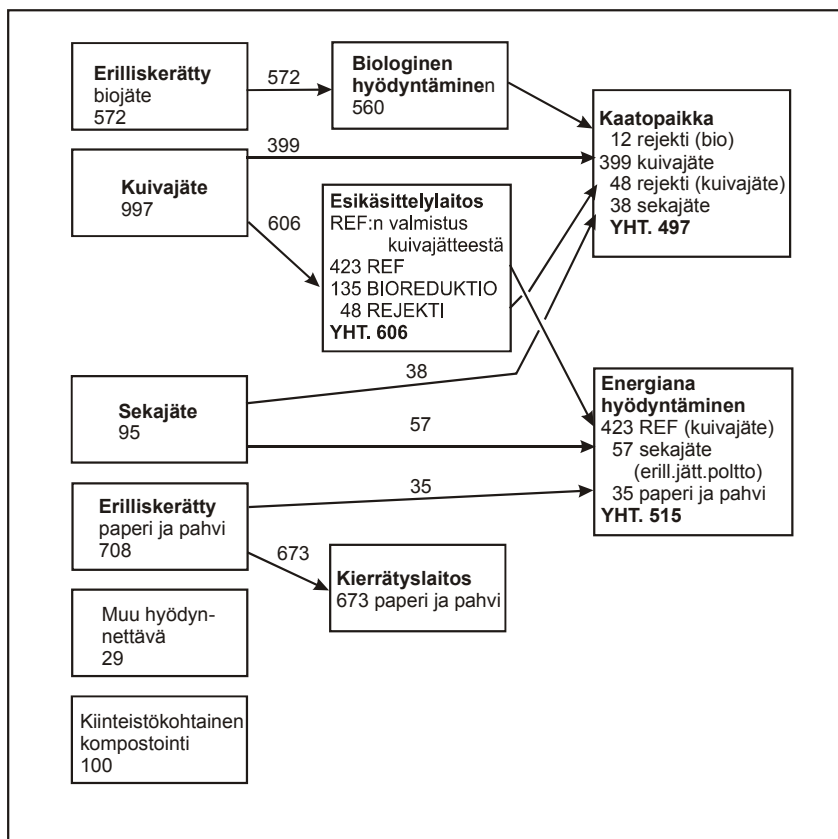 Erilliskerätty
biojäte
572
572
Biologinen
hyödyntäminen
560
Kaatopaikka
12 rejekti (bio)
399 kuivajäte
48 rejekti (kuivajäte)
38 sekajäte
YHT. 497
Kuivajäte
997
399
606
Esikäsittelylaitos
REF:n valmistus
kuivajätteestä
423 REF
135 BIOREDUKTIO
48 REJEKTI
YHT. 606
Sekajäte
95
38
57
Energiana
hyödyntäminen
423 REF (kuivajäte)
57 sekajäte
(erill.jätt.poltto)
35 paperi ja pahvi
YHT. 515
Erilliskerätty
paperi ja pahvi
708
35
673
Kierrätyslaitos
673 paperi ja pahvi
Muu hyödyn-
nettävä
29
Kiinteistökohtainen
kompostointi
100